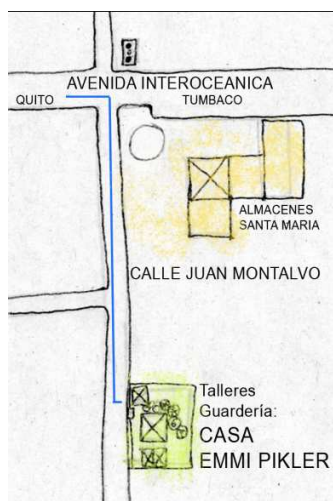 AVENIDA INTEROCEANICA
QUITO
TUMBACO
ALMACENES
SANTA MARIA
CALLE JUAN MONTALVO
Talleres
Guardería:
CASA
EMMI PIKLER